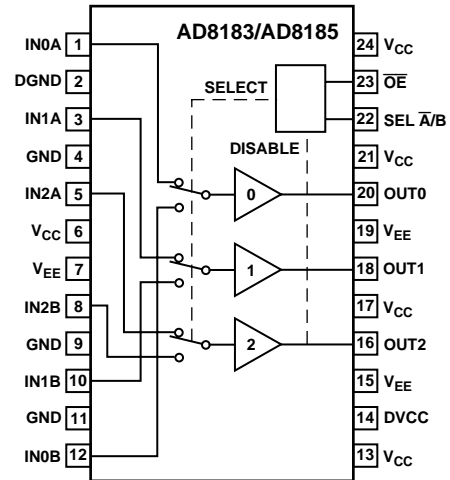 AD8183/AD8185
IN0A 1
DGND 2
IN1A 3
GND 4
IN2A 5
VCC 6
VEE 7
IN2B 8
GND 9
IN1B 10
GND 11
IN0B 12
SELECT
DISABLE
0
1
2
24 VCC
23 O̅E̅
22 SEL A̅/B
21 VCC
20 OUT0
19 VEE
18 OUT1
17 VCC
16 OUT2
15 VEE
14 DVCC
13 VCC